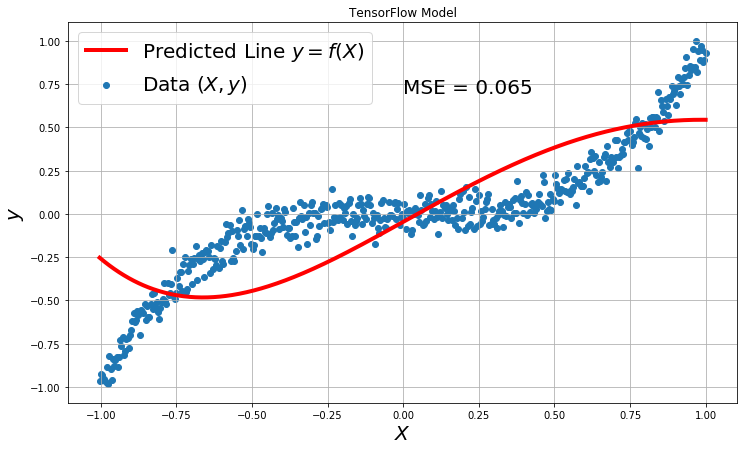 TensorFlow Model
Predicted Line y = f(X)
Data (X, y)
MSE = 0.065
1.00
0.75
0.50
0.25
0.00
−0.25
−0.50
−0.75
−1.00
y
−1.00 −0.75 −0.50 −0.25 0.00 0.25 0.50 0.75 1.00
X